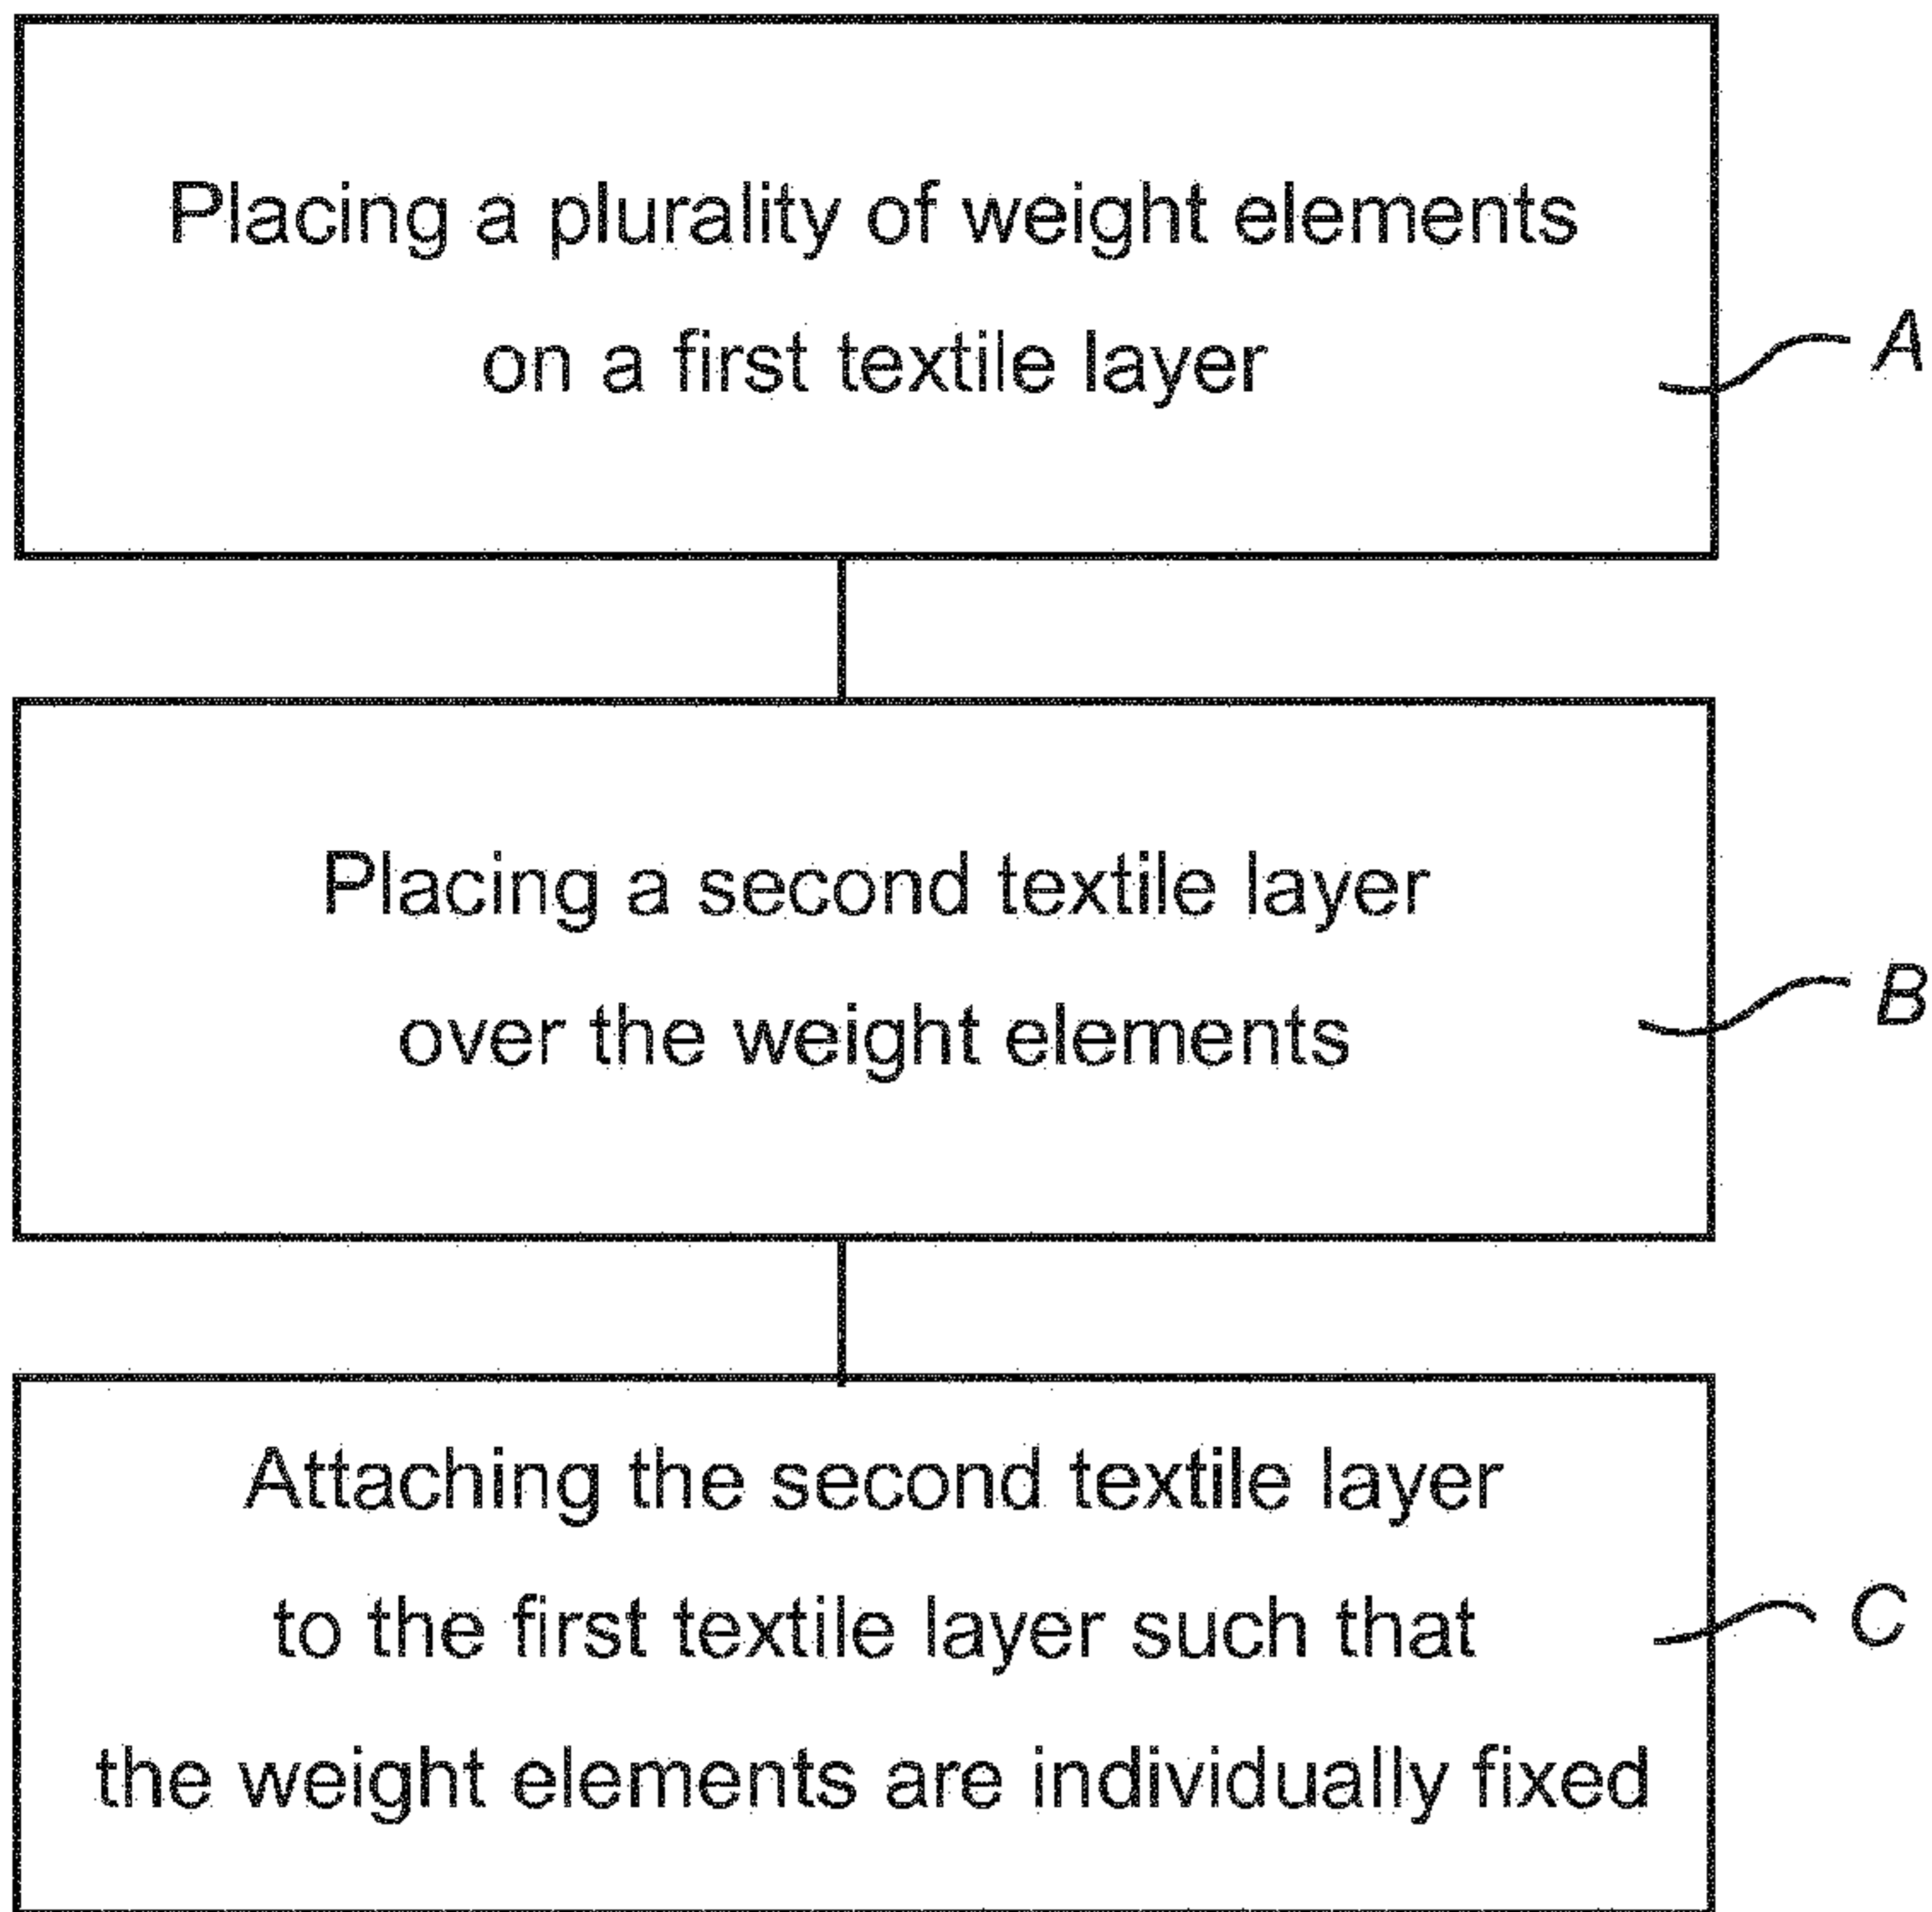 Placing a plurality of weight elements
on a first textile layer
A
Placing a second textile layer
over the weight elements
B
Attaching the second textile layer
to the first textile layer such that
the weight elements are individually fixed
C